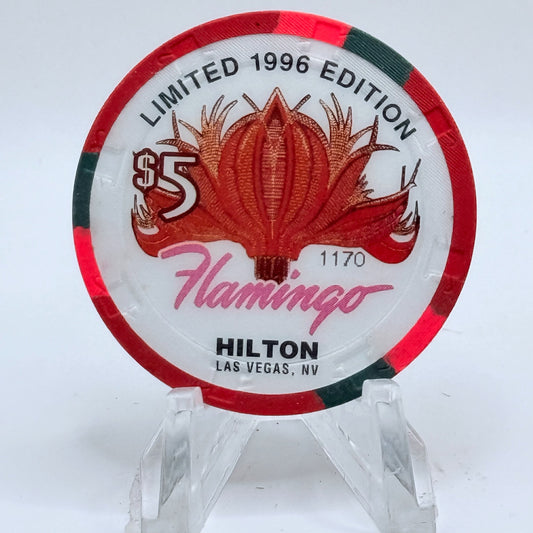 LIMITED 1996 EDITION
$5
1170
Flamingo
HILTON
LAS VEGAS, NV